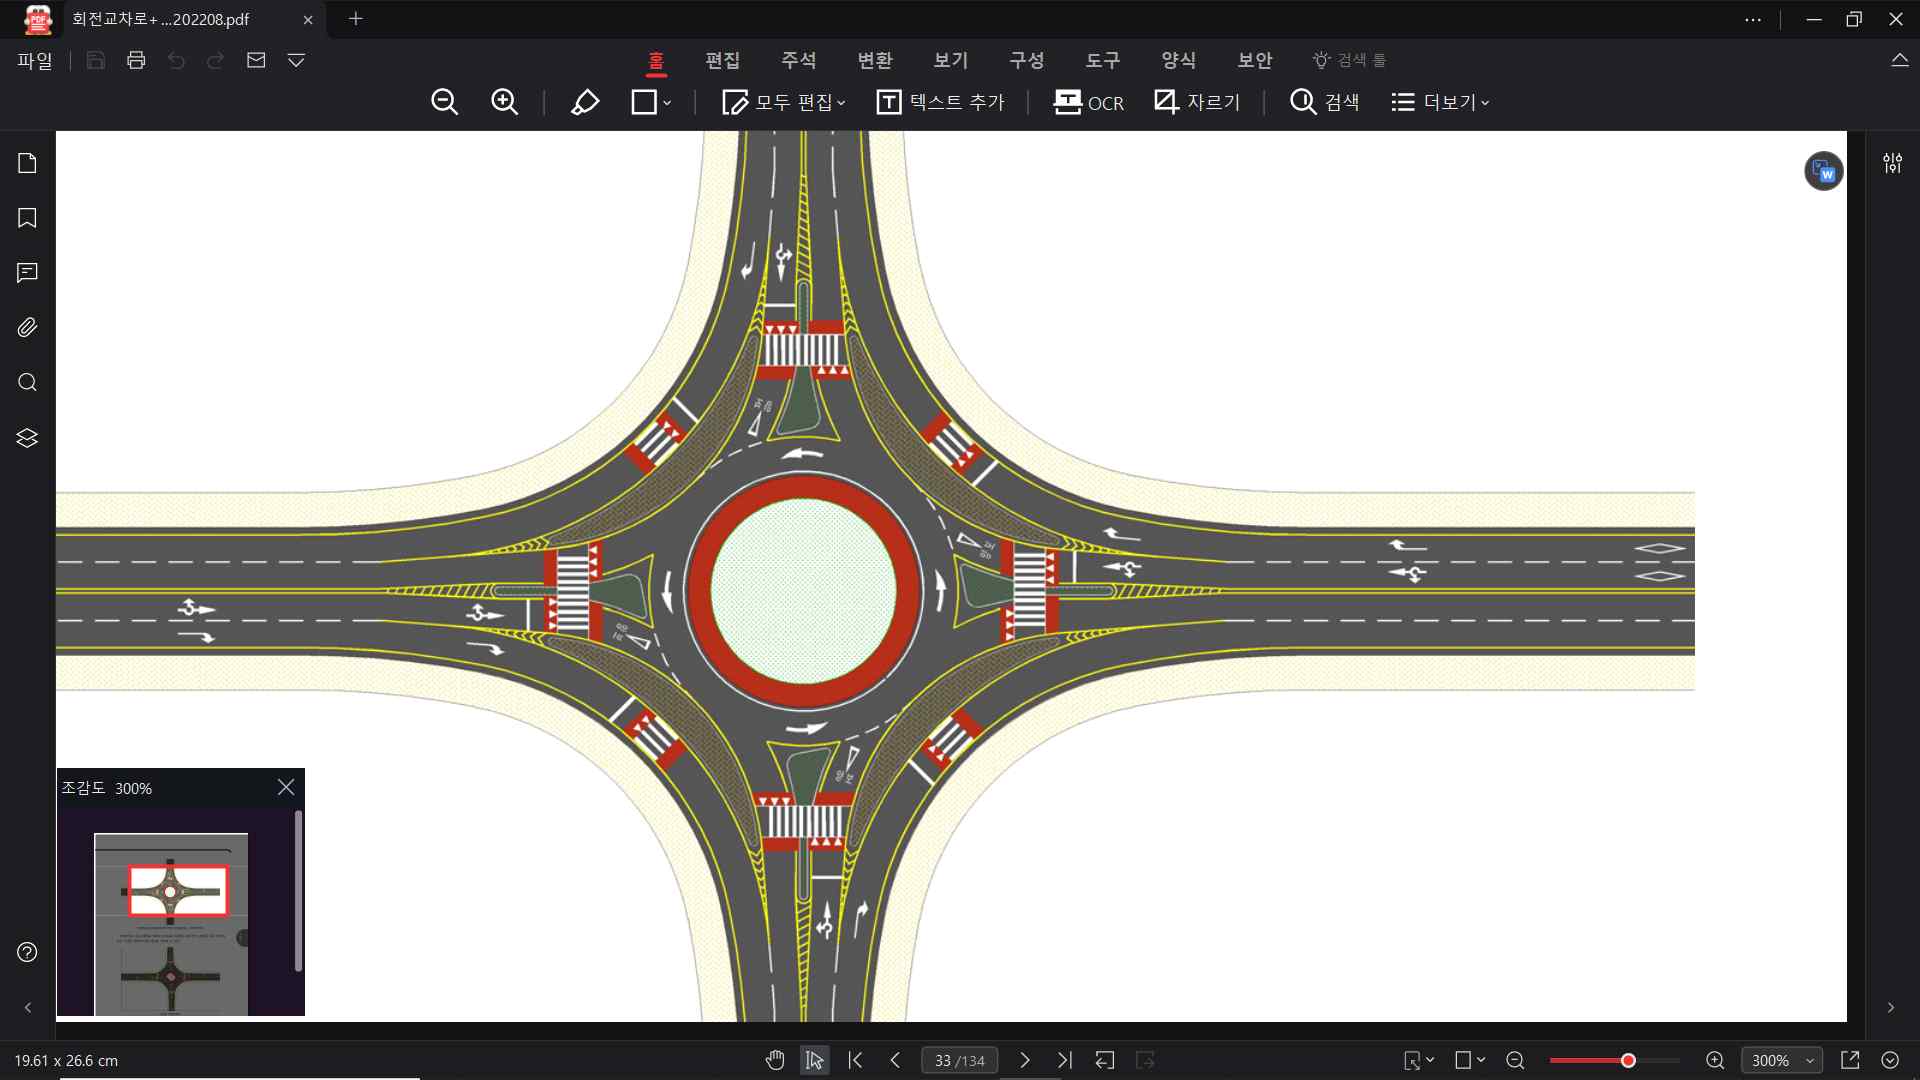 회전교차로+ ...202208.pdf
파일
홈 편집 주석 변환 보기 구성 도구 양식 보안 검색 툴
모두 편집 텍스트 추가 OCR 자르기 검색 더보기
W
양보
양보
양보
양보
조감도 300%
19.61 x 26.6 cm
33 /134
300%